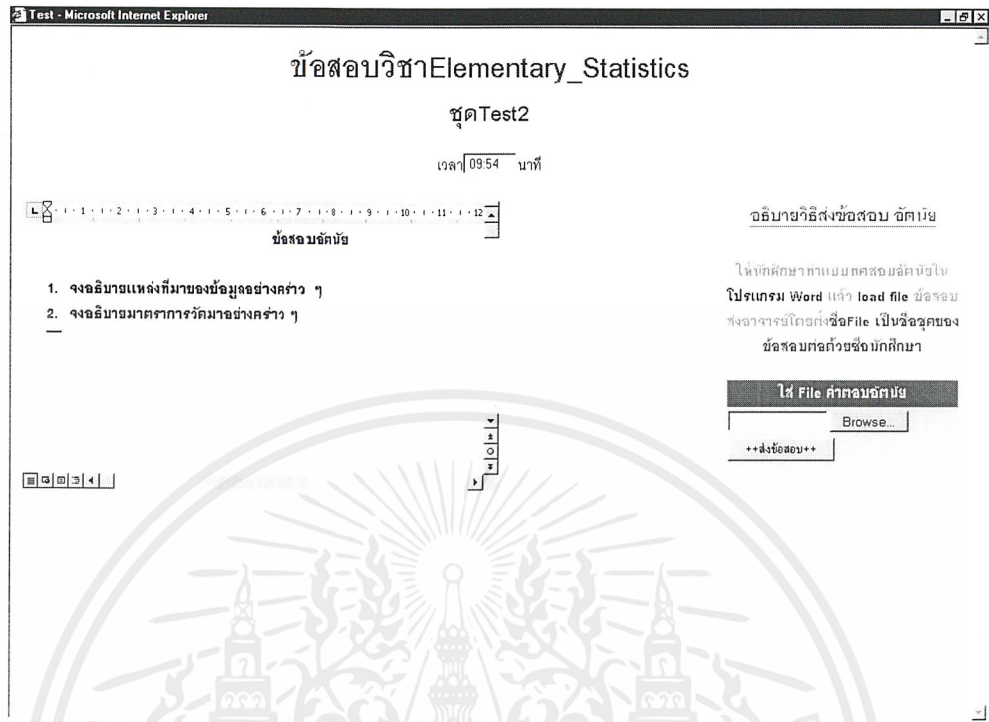 Test - Microsoft Internet Explorer
ข้อสอบวิชาElementary_Statistics
ชุดTest2
เวลา 09:54 นาที
1 2 3 4 5 6 7 8 9 10 11 12
ข้อสอบอัตนัย
1. จงอธิบายแหล่งที่มาของข้อมูลอย่างคร่าว ๆ
2. จงอธิบายมาตราการวัดมาอย่างคร่าว ๆ
อธิบายวิธีส่งข้อสอบ อัตนัย
ให้นักศึกษาทำแบบทดสอบอัตนัยใน
โปรแกรม Word แล้ว load file ข้อสอบ
ส่งอาจารย์โดยตั้งชื่อFile เป็นชื่อชุดของ
ข้อสอบต่อด้วยชื่อนักศึกษา
ใส่ File คำตอบอัตนัย
Browse...
++ส่งข้อสอบ++